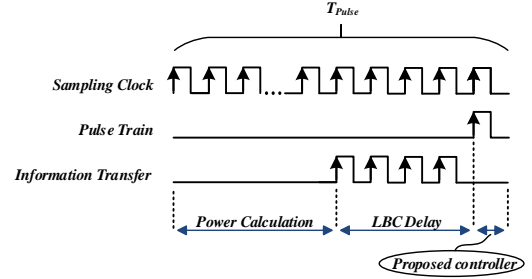 T_Pulse
Sampling Clock
...
Pulse Train
Information Transfer
Power Calculation
LBC Delay
Proposed controller